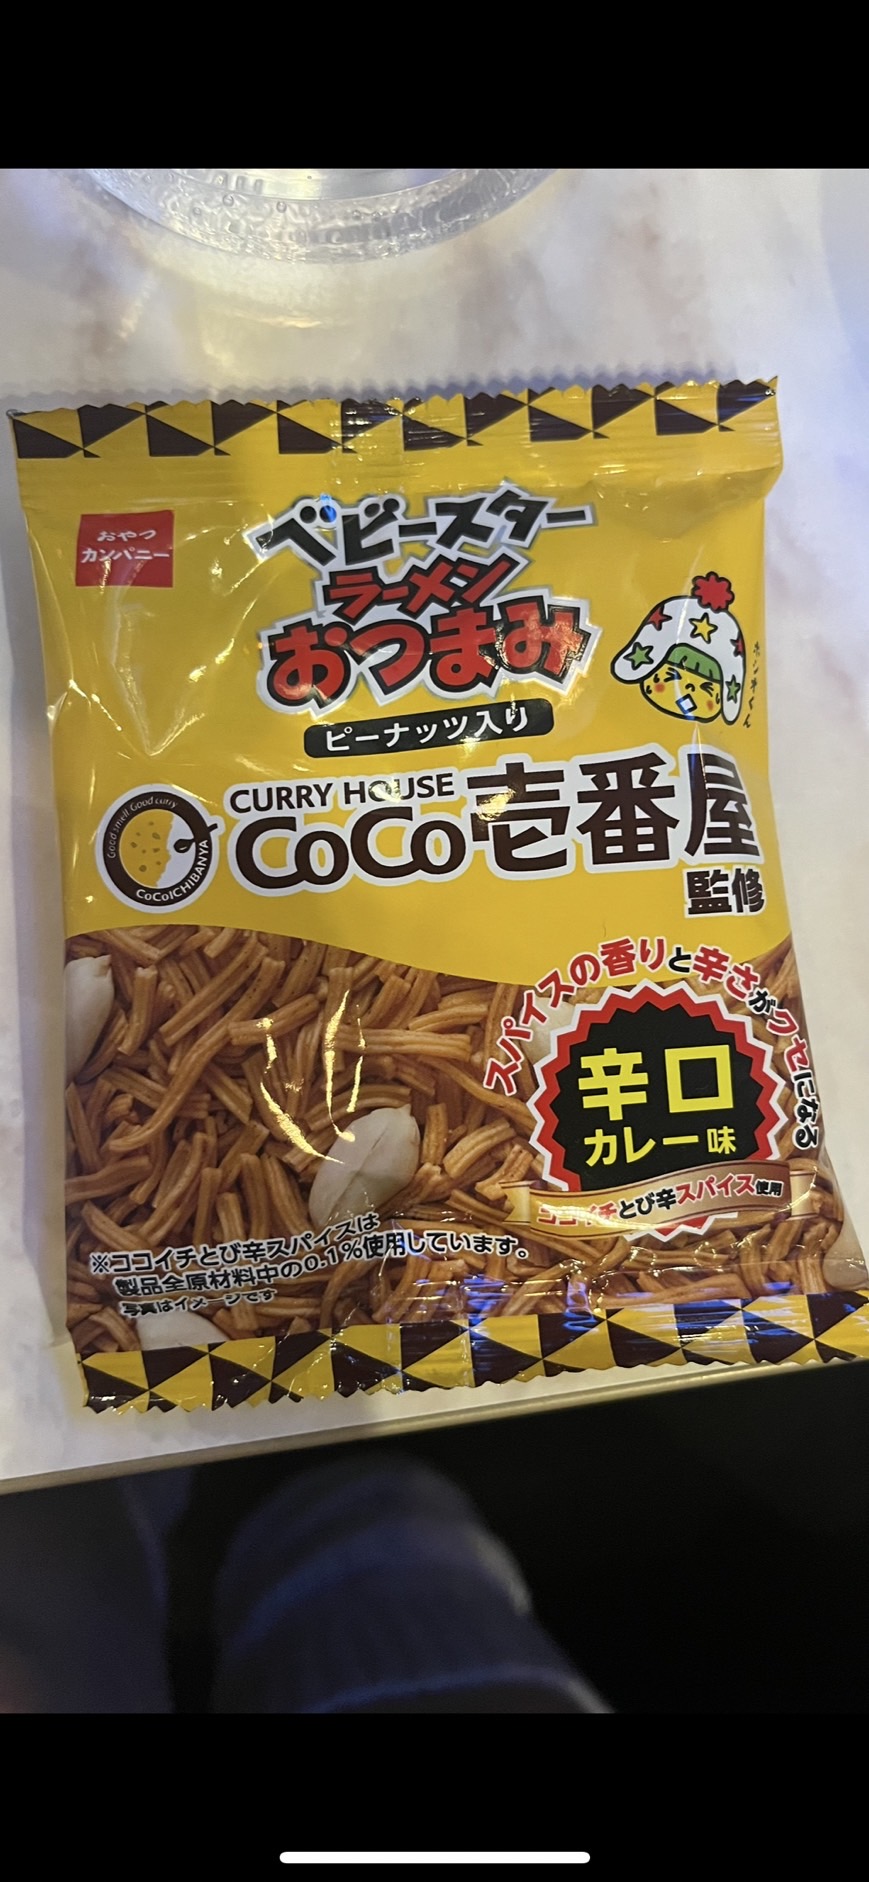 おやつ
カンパニー
ベビースター
ラーメン
おつまみ
ホシオくん
ピーナッツ入り
Good smell Good curry
CoCoICHIBANYA
CURRY HOUSE
CoCo壱番屋
監修
スパイスの香りと辛さがクセになる
辛口
カレー味
ココイチとび辛スパイス使用
※ココイチとび辛スパイスは
製品全原材料中の0.1%使用しています。
写真はイメージです